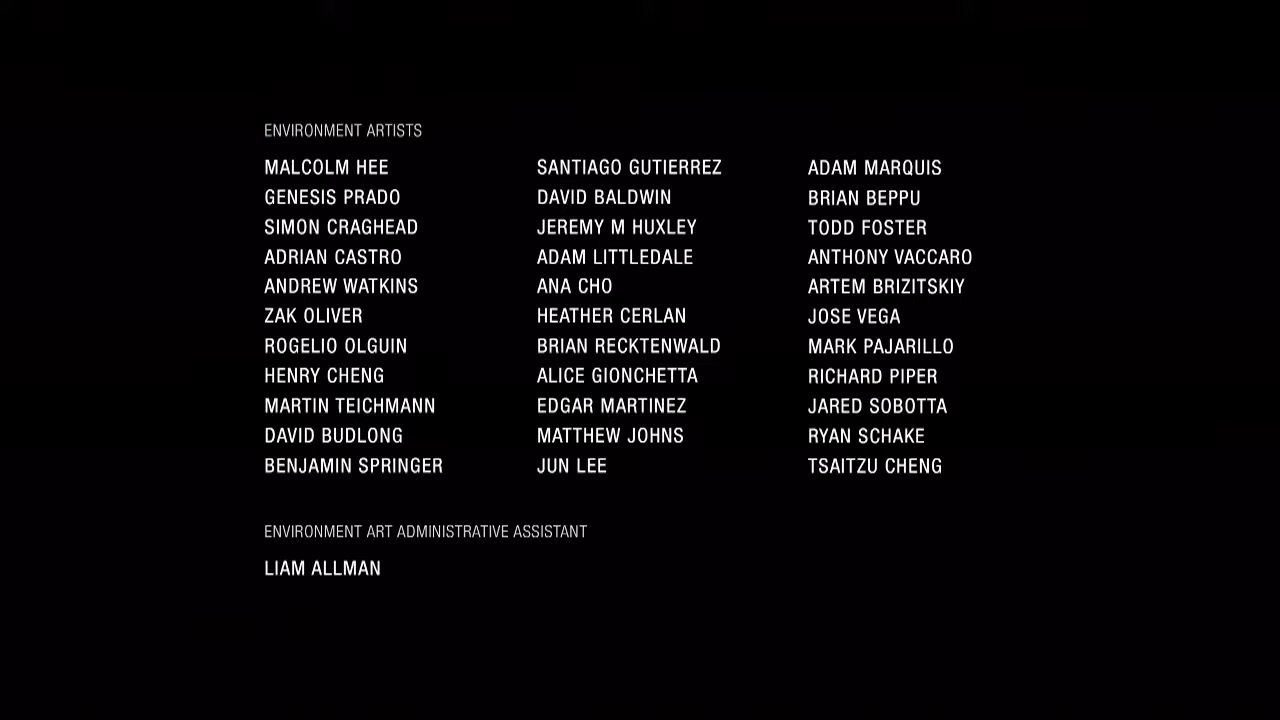 ENVIRONMENT ARTISTS
MALCOLM HEE SANTIAGO GUTIERREZ ADAM MARQUIS
GENESIS PRADO DAVID BALDWIN BRIAN BEPPU
SIMON CRAGHEAD JEREMY M HUXLEY TODD FOSTER
ADRIAN CASTRO ADAM LITTLEDALE ANTHONY VACCARO
ANDREW WATKINS ANA CHO ARTEM BRIZITSKIY
ZAK OLIVER HEATHER CERLAN JOSE VEGA
ROGELIO OLGUIN BRIAN RECKTENWALD MARK PAJARILLO
HENRY CHENG ALICE GIONCHETTA RICHARD PIPER
MARTIN TEICHMANN EDGAR MARTINEZ JARED SOBOTTA
DAVID BUDLONG MATTHEW JOHNS RYAN SCHAKE
BENJAMIN SPRINGER JUN LEE TSAITZU CHENG
ENVIRONMENT ART ADMINISTRATIVE ASSISTANT
LIAM ALLMAN